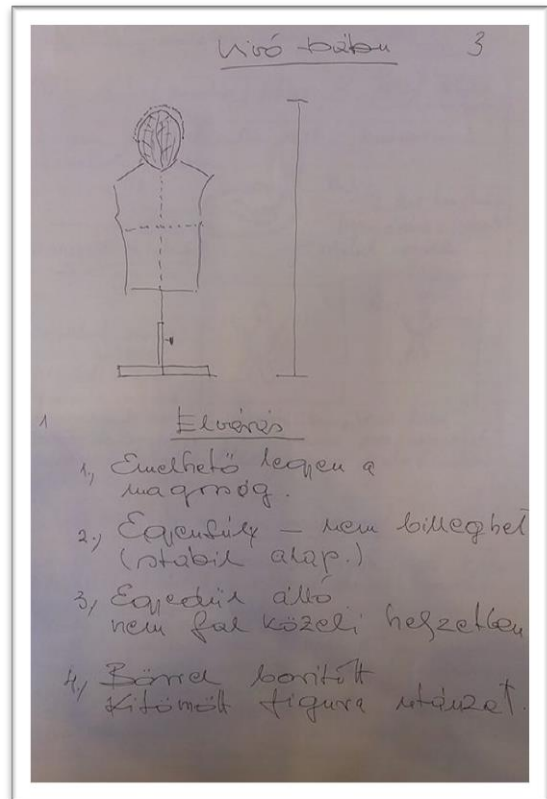 Vívó bábu 3
1 Elvárás
1., Emelhető legyen a
magasság.
2., Egyensúly – nem billeghet
(stabil alap.)
3., Egyedül álló
nem fal közeli helyzetben
4., Bőrrel borított
Kitömött figura utánzat.